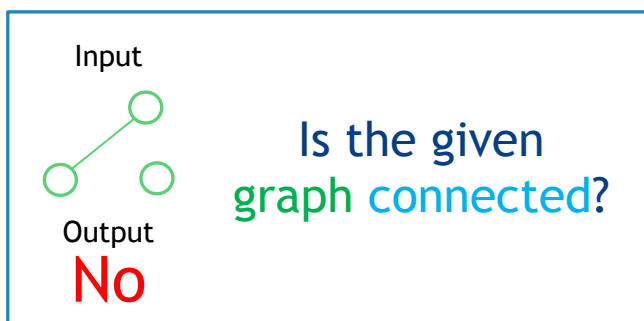 Input
Output
No
Is the given
graph connected?